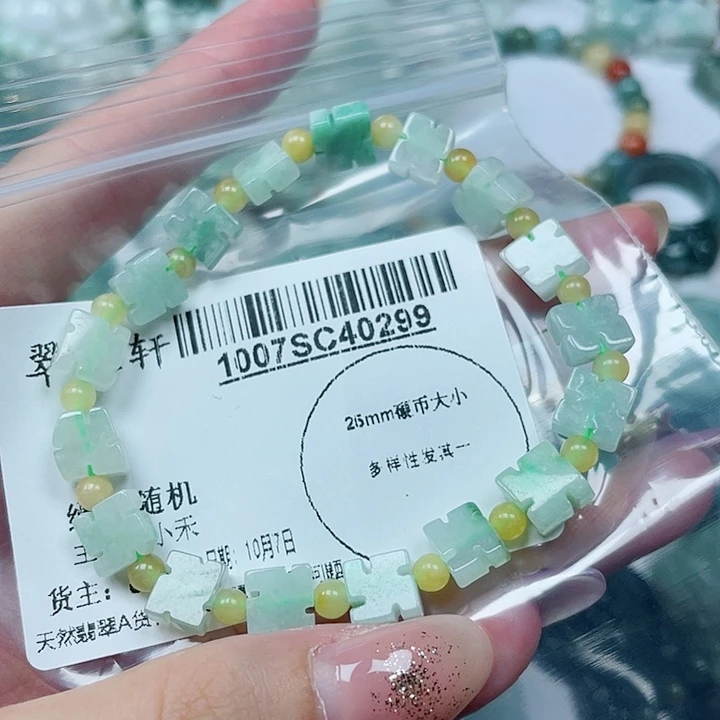 翠 轩
1007SC40299
25mm硬币大小
多样性发其一
随机
小禾
日期: 10月7日
货主:
天然翡翠A货